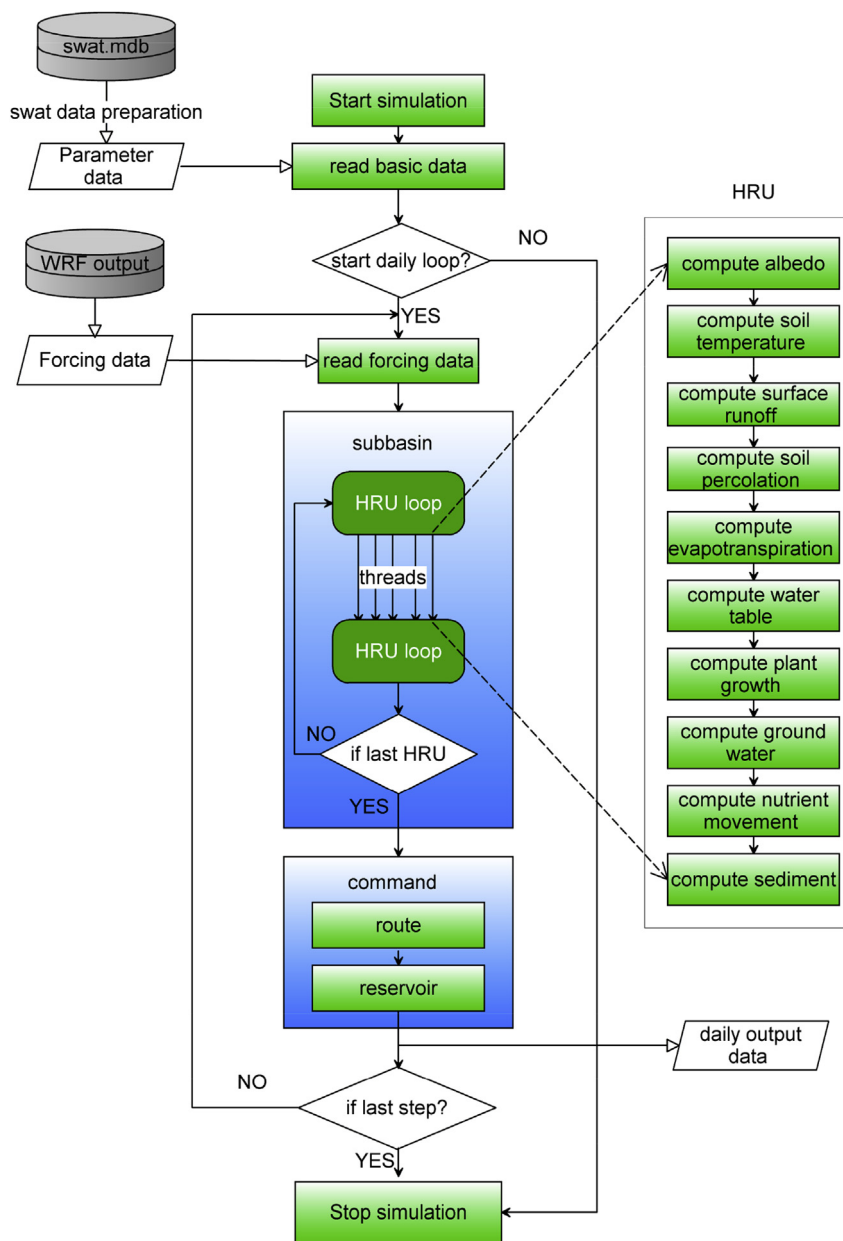 swat.mdb
swat data preparation
Parameter
data
Start simulation
read basic data
WRF output
Forcing data
start daily loop?
NO
YES
read forcing data
subbasin
HRU loop
threads
HRU loop
NO
if last HRU
YES
command
route
reservoir
daily output
data
NO
if last step?
YES
Stop simulation
HRU
compute albedo
compute soil
temperature
compute surface
runoff
compute soil
percolation
compute
evapotranspiration
compute water
table
compute plant
growth
compute ground
water
compute nutrient
movement
compute sediment